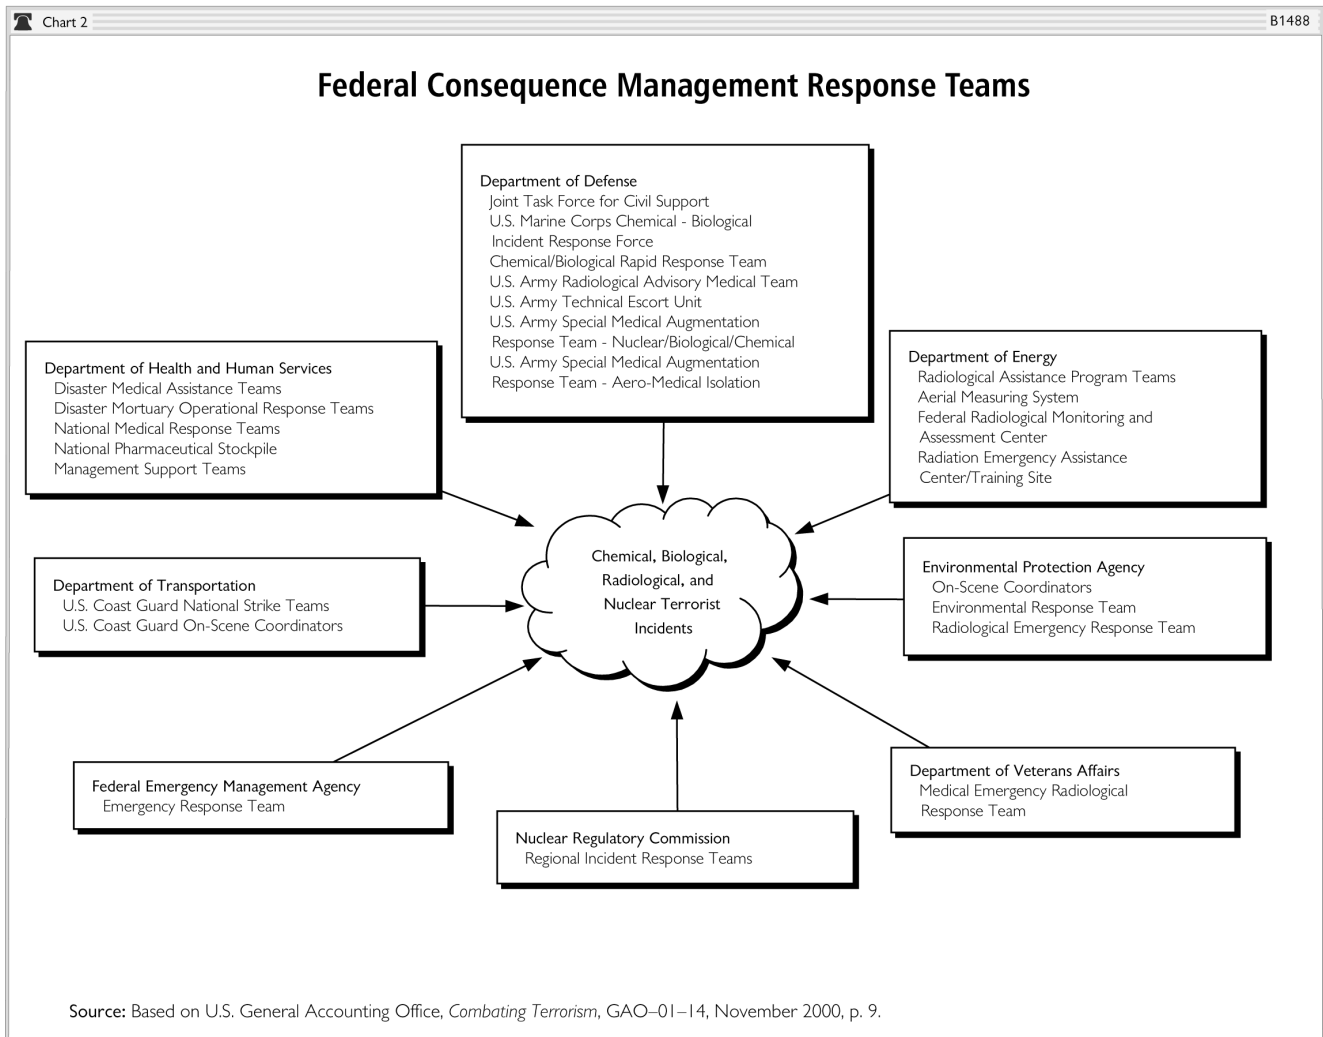 Chart 2
B1488
Federal Consequence Management Response Teams
Department of Defense
Joint Task Force for Civil Support
U.S. Marine Corps Chemical - Biological
Incident Response Force
Chemical/Biological Rapid Response Team
U.S. Army Radiological Advisory Medical Team
U.S. Army Technical Escort Unit
U.S. Army Special Medical Augmentation
Response Team - Nuclear/Biological/Chemical
U.S. Army Special Medical Augmentation
Response Team - Aero-Medical Isolation
Department of Health and Human Services
Disaster Medical Assistance Teams
Disaster Mortuary Operational Response Teams
National Medical Response Teams
National Pharmaceutical Stockpile
Management Support Teams
Department of Energy
Radiological Assistance Program Teams
Aerial Measuring System
Federal Radiological Monitoring and
Assessment Center
Radiation Emergency Assistance
Center/Training Site
Chemical, Biological,
Radiological, and
Nuclear Terrorist
Incidents
Department of Transportation
U.S. Coast Guard National Strike Teams
U.S. Coast Guard On-Scene Coordinators
Environmental Protection Agency
On-Scene Coordinators
Environmental Response Team
Radiological Emergency Response Team
Federal Emergency Management Agency
Emergency Response Team
Nuclear Regulatory Commission
Regional Incident Response Teams
Department of Veterans Affairs
Medical Emergency Radiological
Response Team
Source: Based on U.S. General Accounting Office, Combating Terrorism, GAO–01–14, November 2000, p. 9.